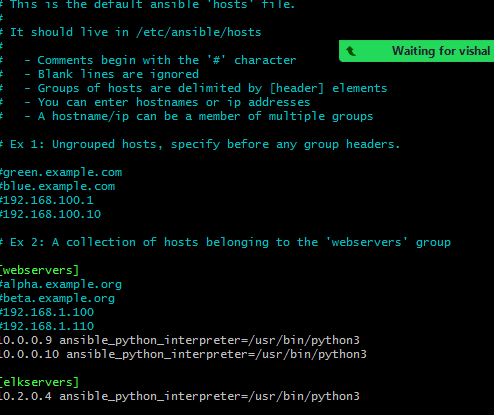 # This is the default ansible 'hosts' file.
#
# It should live in /etc/ansible/hosts
#
Waiting for vishal
#   - Comments begin with the '#' character
#   - Blank lines are ignored
#   - Groups of hosts are delimited by [header] elements
#   - You can enter hostnames or ip addresses
#   - A hostname/ip can be a member of multiple groups
# Ex 1: Ungrouped hosts, specify before any group headers.
#green.example.com
#blue.example.com
#192.168.100.1
#192.168.100.10
# Ex 2: A collection of hosts belonging to the 'webservers' group
[webservers]
#alpha.example.org
#beta.example.org
#192.168.1.100
#192.168.1.110
10.0.0.9 ansible_python_interpreter=/usr/bin/python3
10.0.0.10 ansible_python_interpreter=/usr/bin/python3
[elkservers]
10.2.0.4 ansible_python_interpreter=/usr/bin/python3